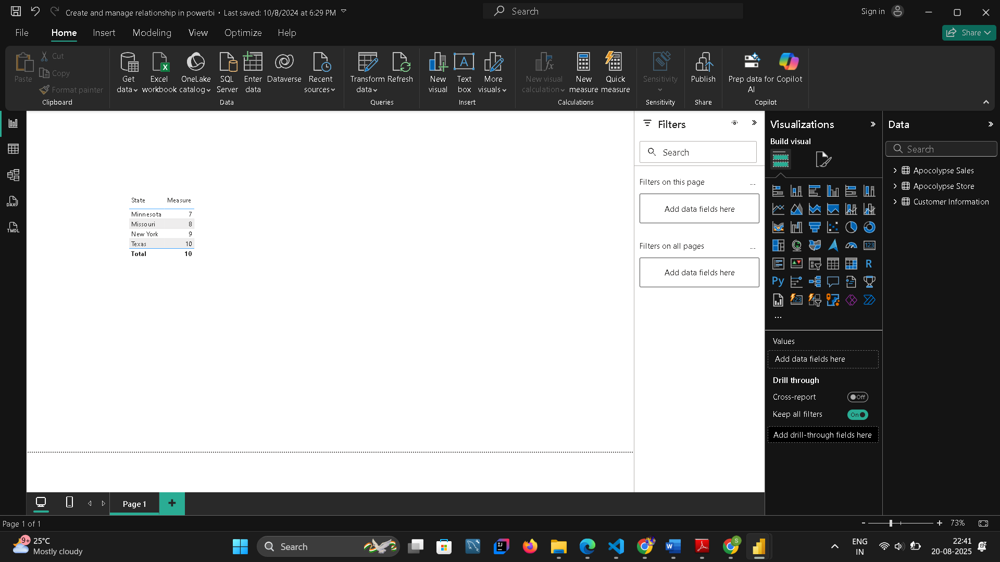 Create and manage relationship in powerbi • Last saved: 10/8/2024 at 6:29 PM
Search
Sign in
File Home Insert Modeling View Optimize Help
Share
Paste
Cut
Copy
Format painter
Clipboard
Get data
Excel workbook
OneLake catalog
SQL Server
Enter data
Dataverse
Recent sources
Data
Transform data
Refresh
Queries
New visual
Text box
More visuals
Insert
New visual calculation
New measure
Quick measure
Calculations
Sensitivity
Sensitivity
Publish
Share
Prep data for AI
Copilot
Copilot
DAX
TMDL
State Measure
Minnesota 7
Missouri 8
New York 9
Texas 10
Total 10
Filters
Search
Filters on this page ...
Add data fields here
Filters on all pages ...
Add data fields here
Visualizations
Build visual
123
R
Py
123
...
Values
Add data fields here
Drill through
Cross-report Off
Keep all filters On
Add drill-through fields here
Data
Search
Apocolypse Sales
Apocolypse Store
Customer Information
Page 1
+
Page 1 of 1
- + 73%
9+
25°C
Mostly cloudy
Search
IJ
W
S
ENG
IN
22:41
20-08-2025